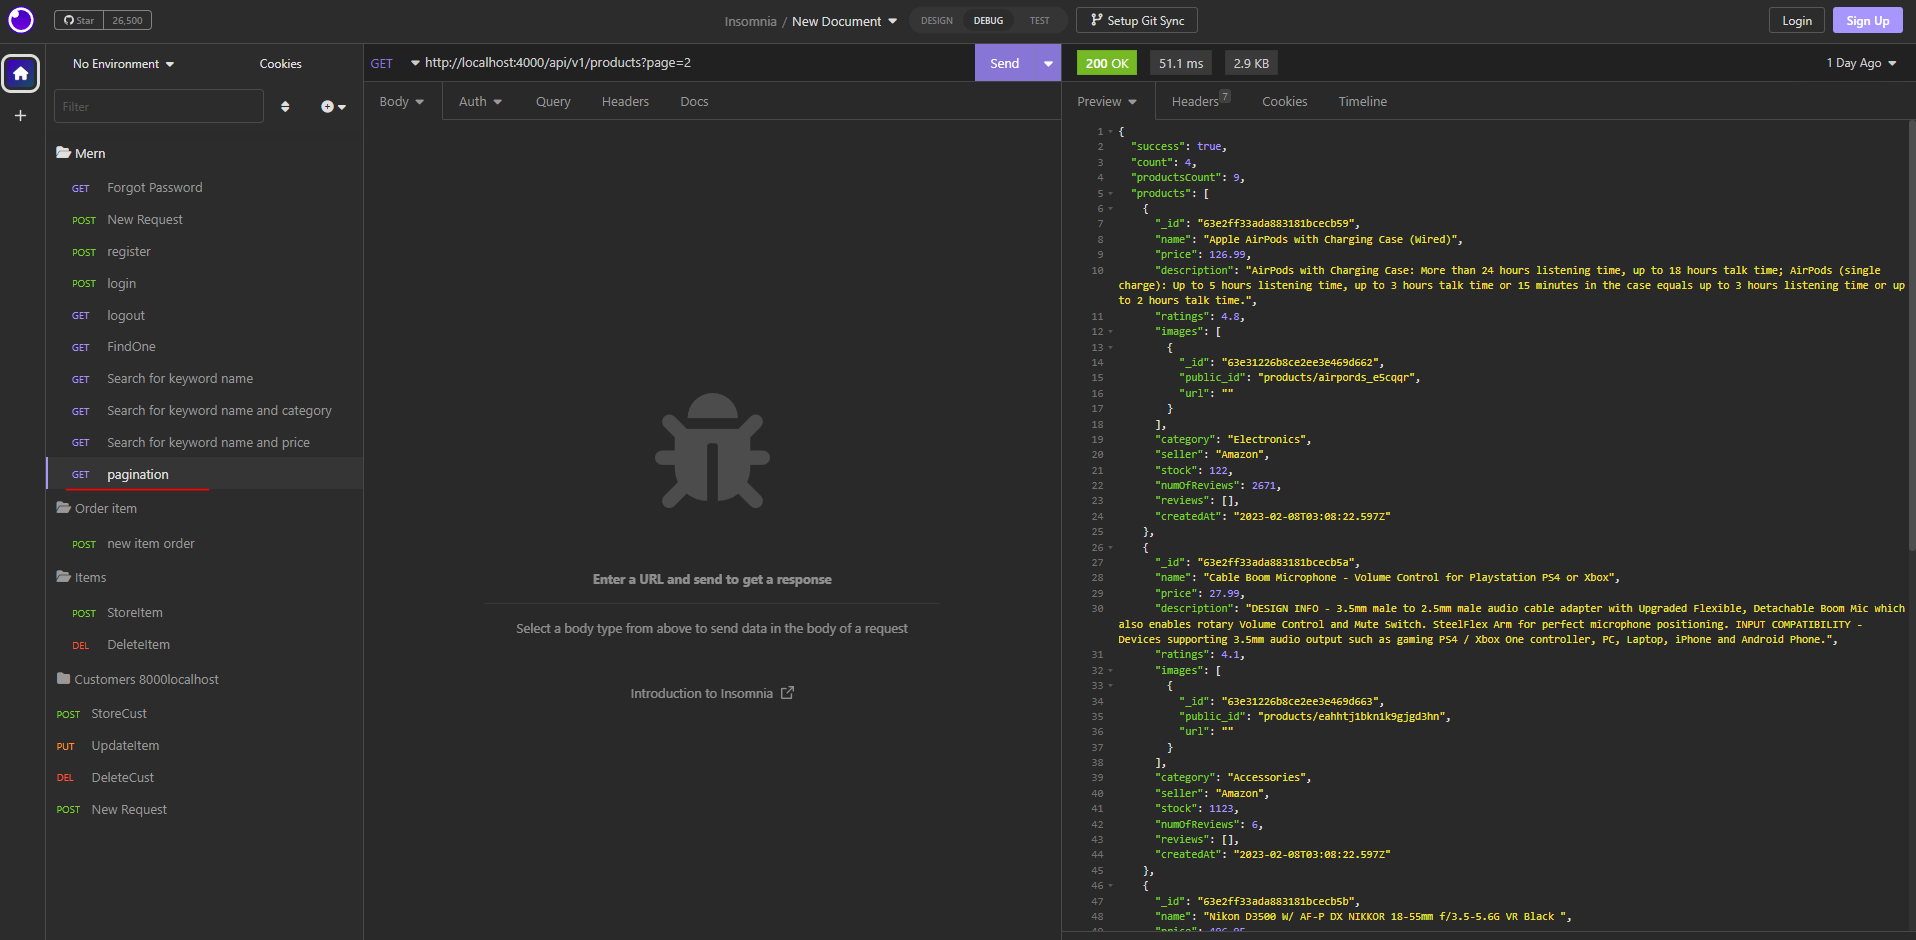 Star 26,500
Insomnia / New Document
DESIGN DEBUG TEST
Setup Git Sync
Login
Sign Up
No Environment
Cookies
Filter
Mern
GET Forgot Password
POST New Request
POST register
POST login
GET logout
GET FindOne
GET Search for keyword name
GET Search for keyword name and category
GET Search for keyword name and price
GET pagination
Order item
POST new item order
Items
POST StoreItem
DEL DeleteItem
Customers 8000localhost
POST StoreCust
PUT UpdateItem
DEL DeleteCust
POST New Request
GET http://localhost:4000/api/v1/products?page=2
Send
Body Auth Query Headers Docs
Enter a URL and send to get a response
Select a body type from above to send data in the body of a request
Introduction to Insomnia
200 OK 51.1 ms 2.9 KB 1 Day Ago
Preview Headers 7 Cookies Timeline
1 {
2 "success": true,
3 "count": 4,
4 "productsCount": 9,
5 "products": [
6 {
7 "_id": "63e2ff33ada883181bcecb59",
8 "name": "Apple AirPods with Charging Case (Wired)",
9 "price": 126.99,
10 "description": "AirPods with Charging Case: More than 24 hours listening time, up to 18 hours talk time; AirPods (single
charge): Up to 5 hours listening time, up to 3 hours talk time or 15 minutes in the case equals up to 3 hours listening time or up
to 2 hours talk time.",
11 "ratings": 4.8,
12 "images": [
13 {
14 "_id": "63e31226b8ce2ee3e469d662",
15 "public_id": "products/airpords_e5cqqr",
16 "url": ""
17 }
18 ],
19 "category": "Electronics",
20 "seller": "Amazon",
21 "stock": 122,
22 "numOfReviews": 2671,
23 "reviews": [],
24 "createdAt": "2023-02-08T03:08:22.597Z"
25 },
26 {
27 "_id": "63e2ff33ada883181bcecb5a",
28 "name": "Cable Boom Microphone - Volume Control for Playstation PS4 or Xbox",
29 "price": 27.99,
30 "description": "DESIGN INFO - 3.5mm male to 2.5mm male audio cable adapter with Upgraded Flexible, Detachable Boom Mic which
also enables rotary Volume Control and Mute Switch. SteelFlex Arm for perfect microphone positioning. INPUT COMPATIBILITY -
Devices supporting 3.5mm audio output such as gaming PS4 / Xbox One controller, PC, Laptop, iPhone and Android Phone.",
31 "ratings": 4.1,
32 "images": [
33 {
34 "_id": "63e31226b8ce2ee3e469d663",
35 "public_id": "products/eahhtj1bkn1k9gjgd3hn",
36 "url": ""
37 }
38 ],
39 "category": "Accessories",
40 "seller": "Amazon",
41 "stock": 1123,
42 "numOfReviews": 6,
43 "reviews": [],
44 "createdAt": "2023-02-08T03:08:22.597Z"
45 },
46 {
47 "_id": "63e2ff33ada883181bcecb5b",
48 "name": "Nikon D3500 W/ AF-P DX NIKKOR 18-55mm f/3.5-5.6G VR Black ",